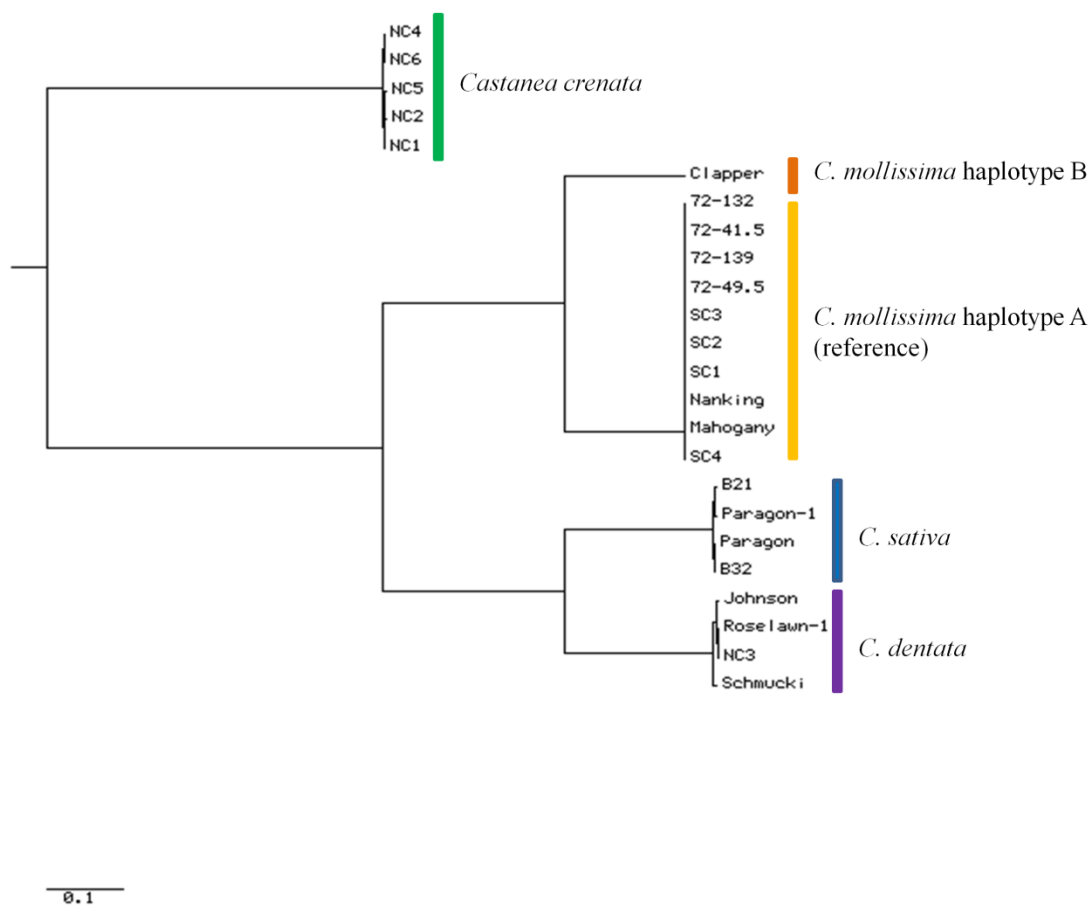 NC4
NC6
NC5
NC2
NC1
Castanea crenata
Clapper
C. mollissima haplotype B
72-132
72-41.5
72-139
72-49.5
SC3
SC2
SC1
Nanking
Mahogany
SC4
C. mollissima haplotype A
(reference)
B21
Paragon-1
Paragon
B32
C. sativa
Johnson
Roselawn-1
NC3
Schmucki
C. dentata
0.1